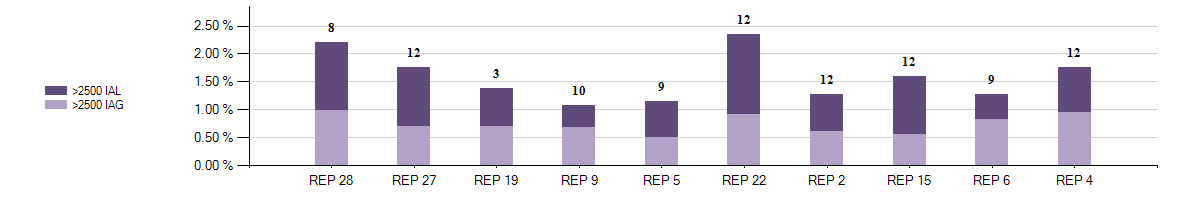 2.50 %
2.00 %
1.50 %
1.00 %
0.50 %
0.00 %
>2500 IAL
>2500 IAG
8
12
3
10
9
12
12
12
9
12
REP 28
REP 27
REP 19
REP 9
REP 5
REP 22
REP 2
REP 15
REP 6
REP 4